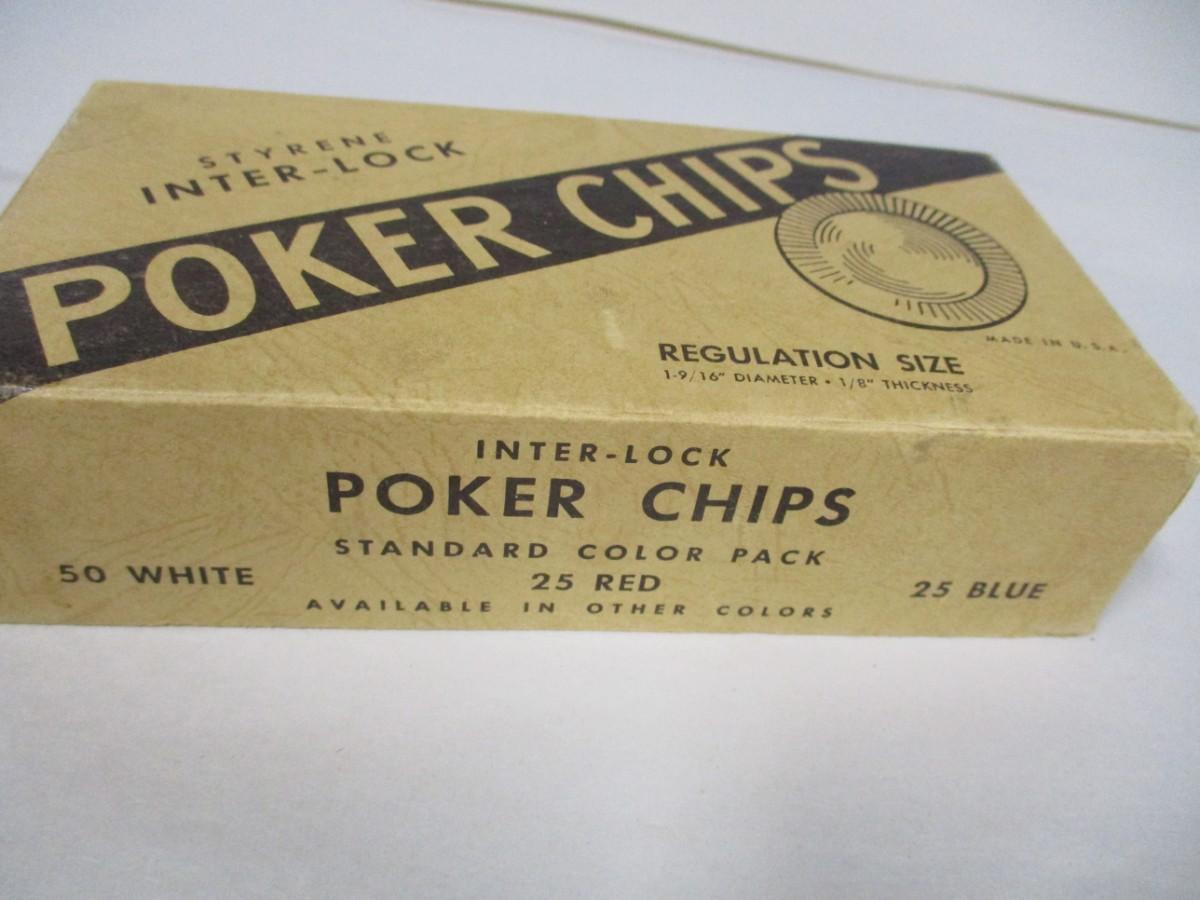 STYRENE
INTER-LOCK
POKER CHIPS
MADE IN U.S.A.
REGULATION SIZE
1-9/16" DIAMETER • 1/8" THICKNESS
INTER-LOCK
POKER CHIPS
STANDARD COLOR PACK
50 WHITE 25 RED 25 BLUE
AVAILABLE IN OTHER COLORS